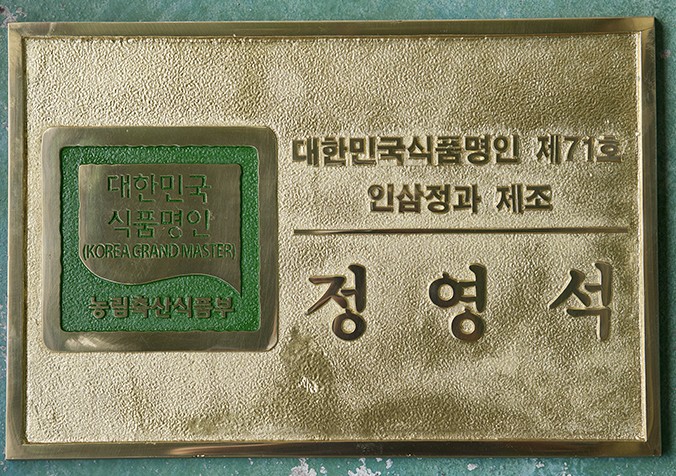 대한민국
식품명인
(KOREA GRAND MASTER)
농림축산식품부
대한민국식품명인 제71호
인삼정과 제조
정영석